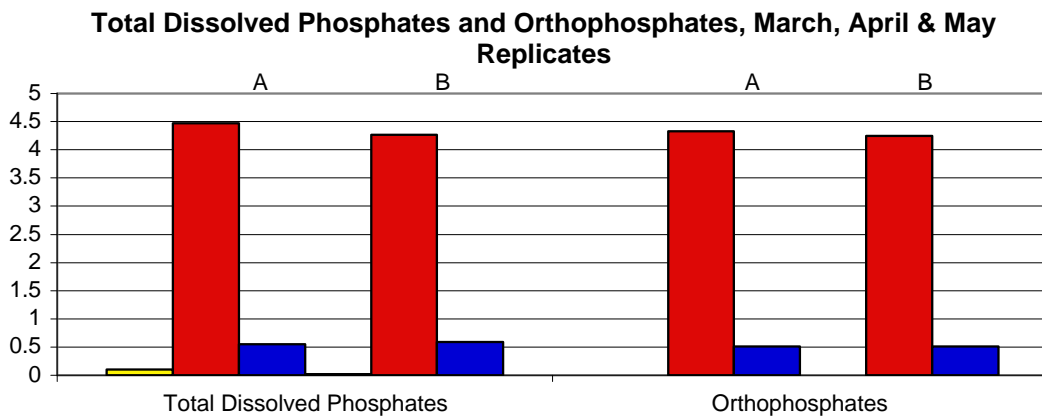 Total Dissolved Phosphates and Orthophosphates, March, April & May
Replicates
A B A B
5
4.5
4
3.5
3
2.5
2
1.5
1
0.5
0
Total Dissolved Phosphates Orthophosphates